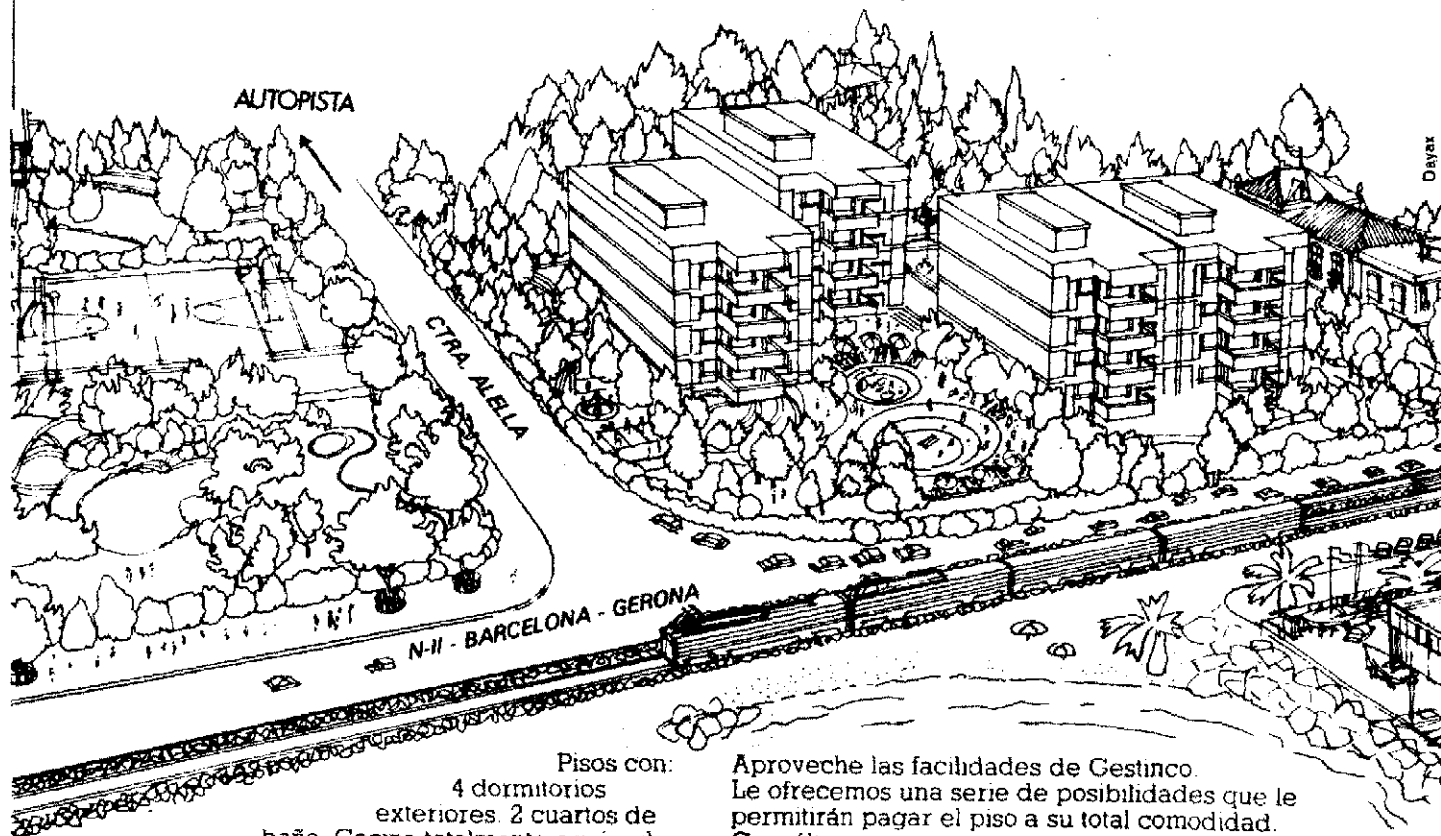 AUTOPISTA
Dayax
CTRA. ALELLA
N-II - BARCELONA - GERONA
Pisos con:
4 dormitorios
exteriores. 2 cuartos de
Aproveche las facilidades de Gestinco.
Le ofrecemos una serie de posibilidades que le
permitirán pagar el piso a su total comodidad.